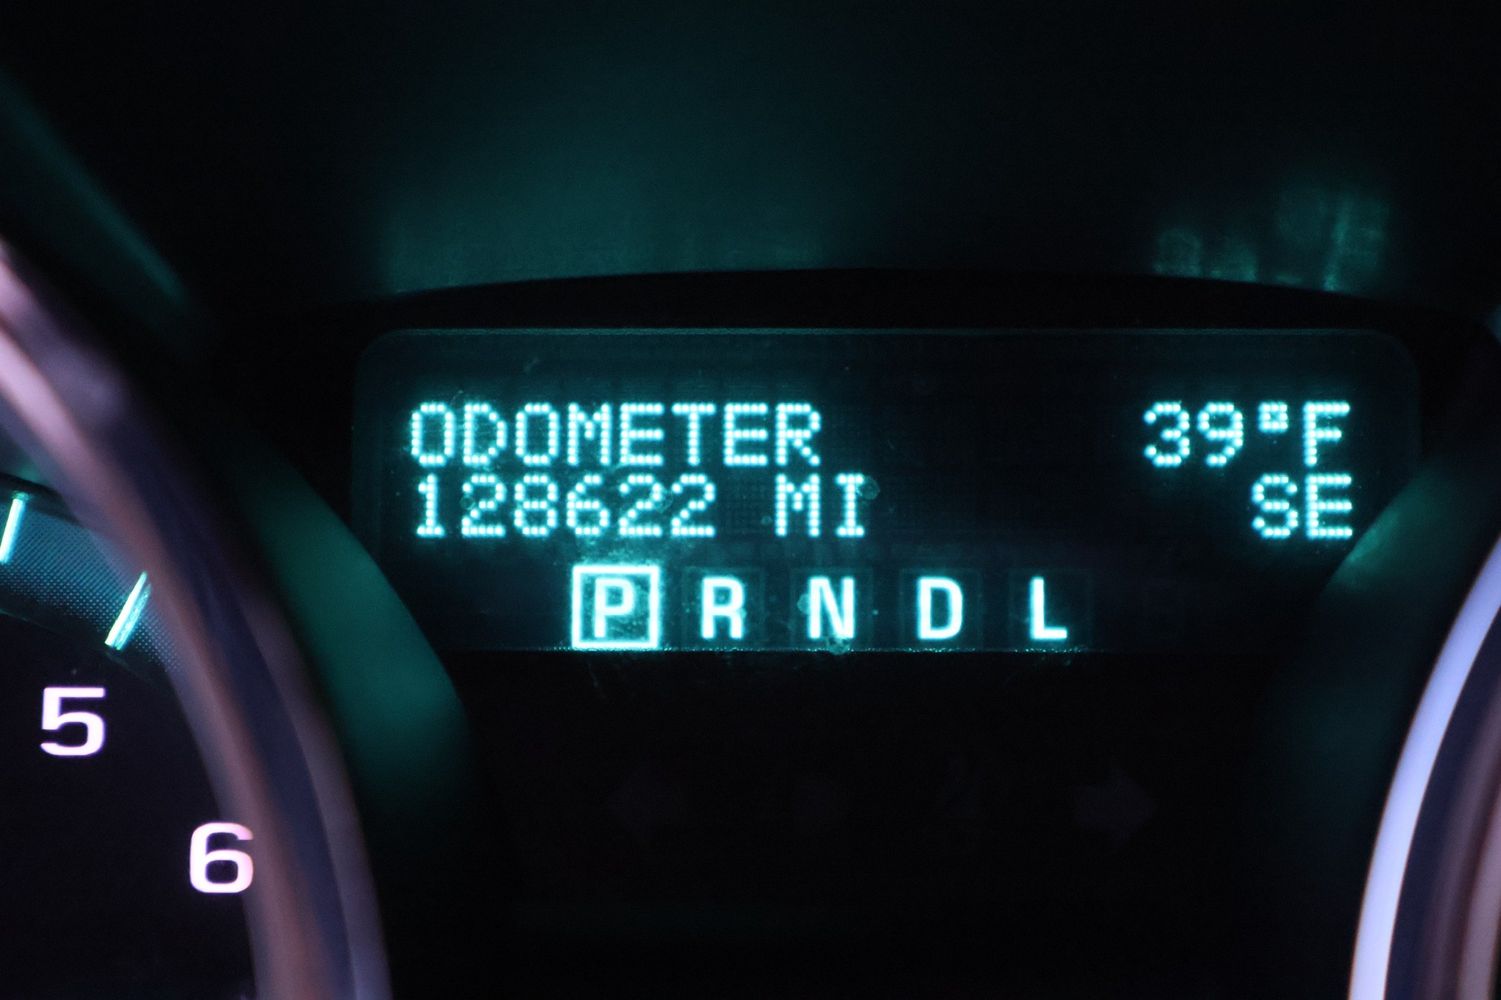 ODOMETER 39°F
128622 MI SE
P R N D L
5
6